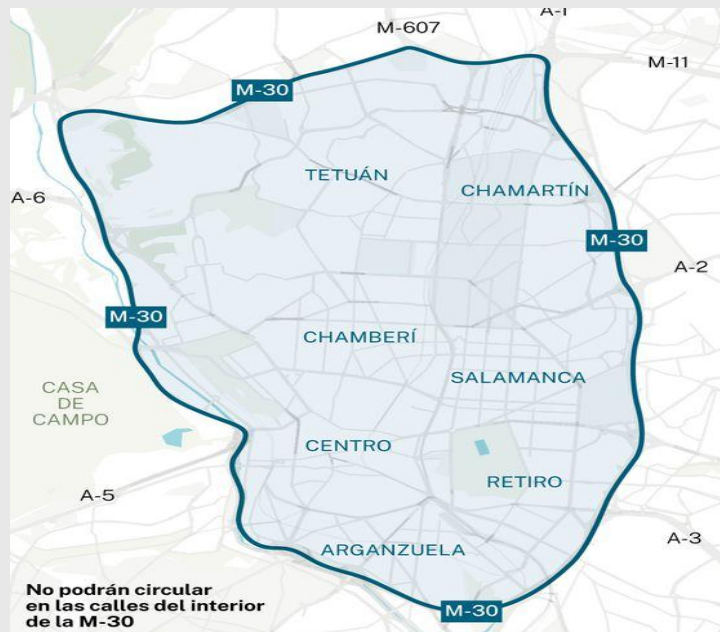 A-1
M-607
M-11
M-30
TETUÁN
CHAMARTÍN
A-6
M-30
A-2
M-30
CHAMBERÍ
SALAMANCA
CASA
DE
CAMPO
CENTRO
RETIRO
A-5
A-3
ARGANZUELA
No podrán circular
en las calles del interior
de la M-30
M-30